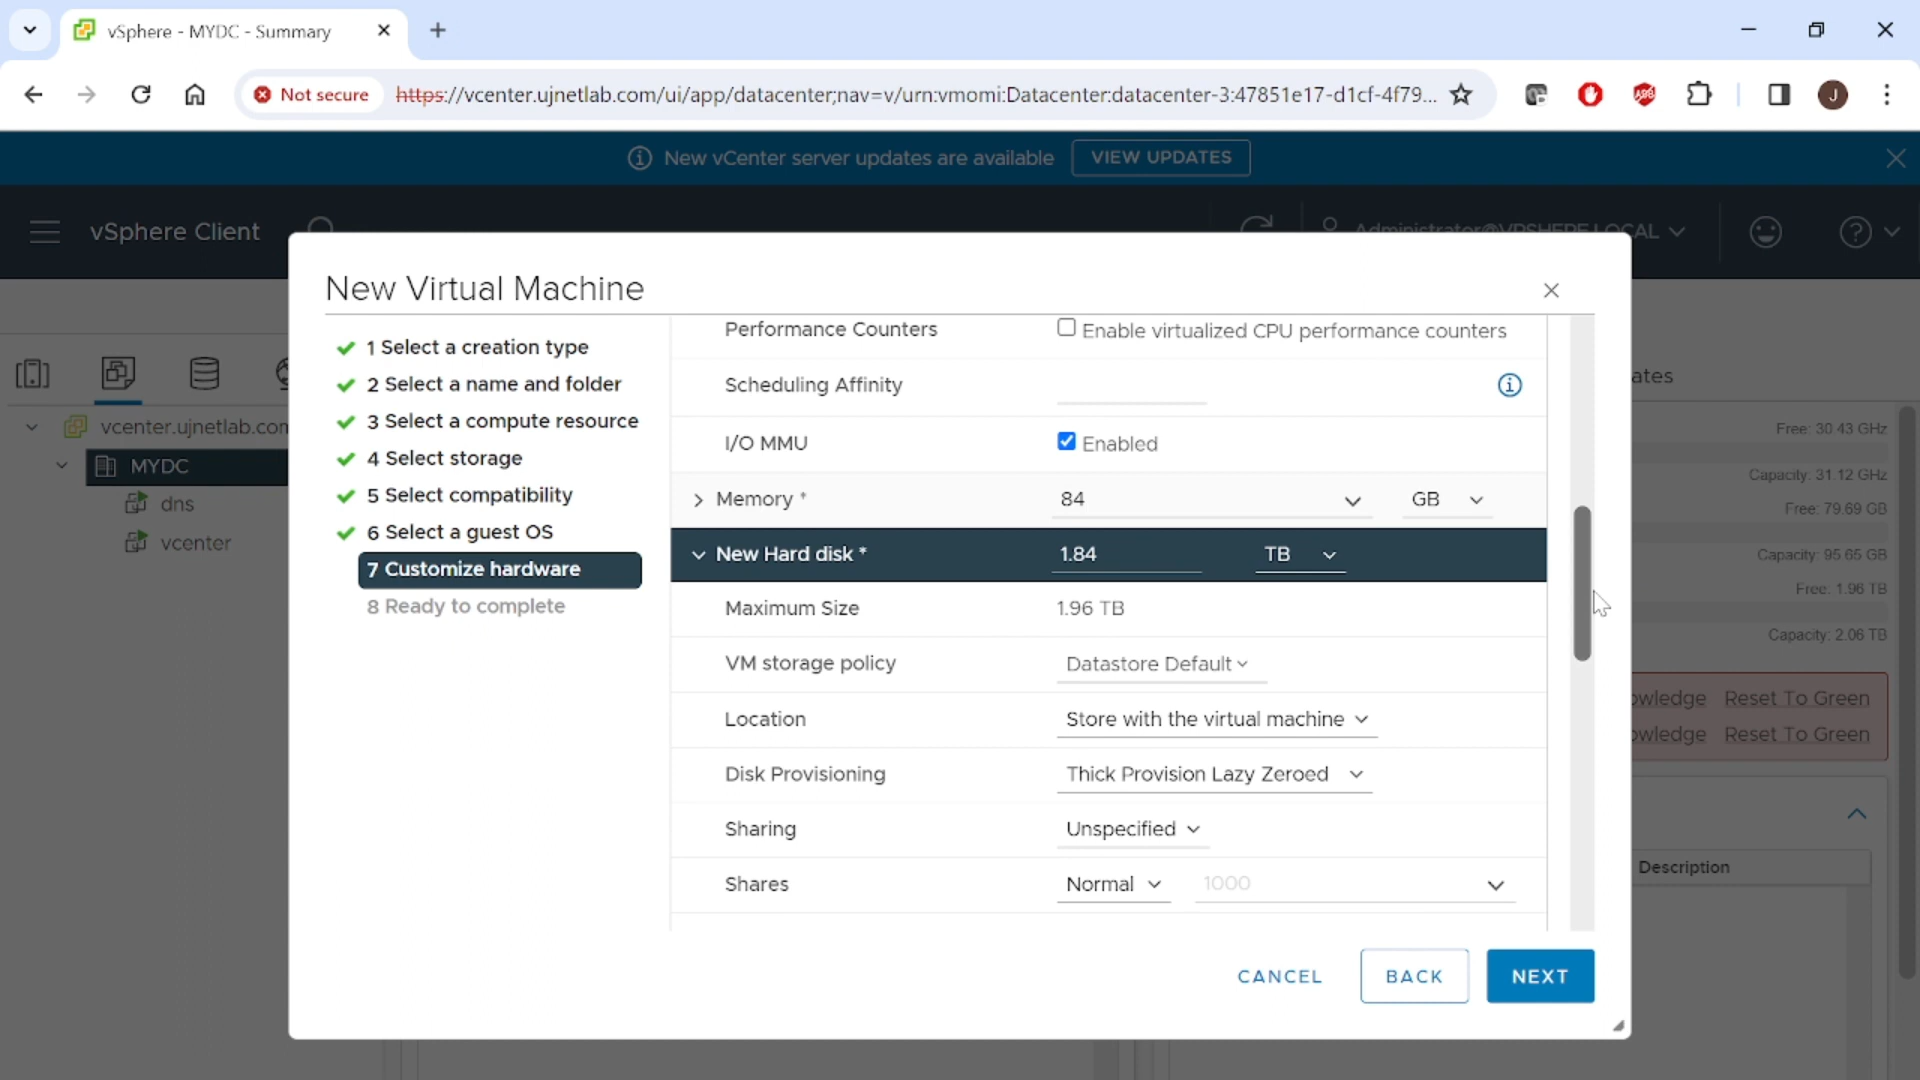 vSphere - MYDC - Summary
Not secure
https://vcenter.ujnetlab.com/ui/app/datacenter;nav=v/urn:vmomi:Datacenter:datacenter-3:47851e17-d1cf-4f79...
J
New vCenter server updates are available
VIEW UPDATES
vSphere Client
Administrator@VPSHERE.LOCAL
New Virtual Machine
1 Select a creation type
2 Select a name and folder
3 Select a compute resource
4 Select storage
5 Select compatibility
6 Select a guest OS
7 Customize hardware
8 Ready to complete
Performance Counters
Enable virtualized CPU performance counters
Scheduling Affinity
I/O MMU
Enabled
Memory *
84
GB
New Hard disk *
1.84
TB
Maximum Size
1.96 TB
VM storage policy
Datastore Default
Location
Store with the virtual machine
Disk Provisioning
Thick Provision Lazy Zeroed
Sharing
Unspecified
Shares
Normal
1000
CANCEL
BACK
NEXT
vcenter.ujnetlab.com
MYDC
dns
vcenter
ates
Free: 30.43 GHz
Capacity: 31.12 GHz
Free: 79.69 GB
Capacity: 95.65 GB
Free: 1.96 TB
Capacity: 2.06 TB
owledge Reset To Green
owledge Reset To Green
Description